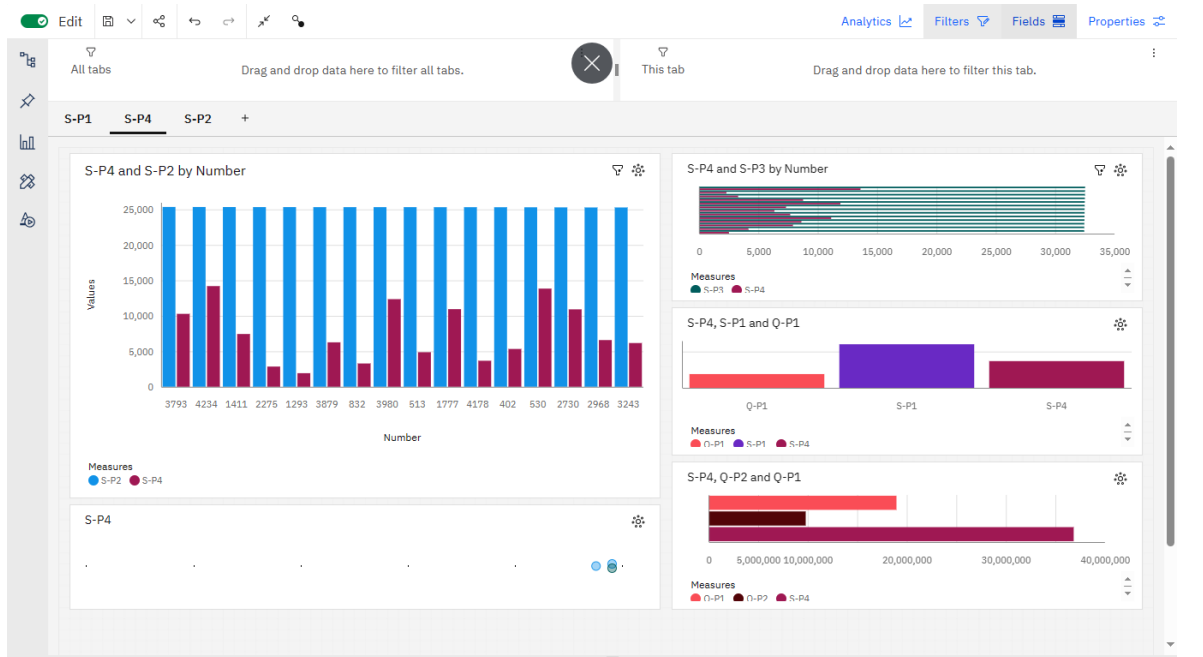 Edit
Analytics
Filters
Fields
Properties
All tabs
Drag and drop data here to filter all tabs.
This tab
Drag and drop data here to filter this tab.
S-P1 S-P4 S-P2 +
S-P4 and S-P2 by Number
25,000
20,000
15,000
10,000
5,000
0
Values
3793 4234 1411 2275 1293 3879 832 3980 513 1777 4178 402 530 2730 2968 3243
Number
Measures
S-P2 S-P4
S-P4
S-P4 and S-P3 by Number
0 5,000 10,000 15,000 20,000 25,000 30,000 35,000
Measures
S-P3 S-P4
S-P4, S-P1 and Q-P1
Q-P1 S-P1 S-P4
Measures
Q-P1 S-P1 S-P4
S-P4, Q-P2 and Q-P1
0 5,000,000 10,000,000 20,000,000 30,000,000 40,000,000
Measures
Q-P1 Q-P2 S-P4